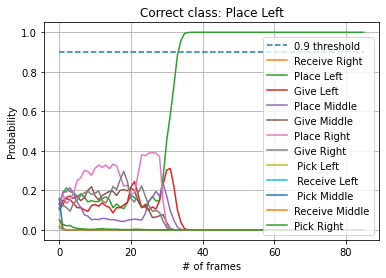 Correct class: Place Left
1.0
0.8
0.6
0.4
0.2
0.0
Probability
0
20
40
60
80
# of frames
0.9 threshold
Receive Right
Place Left
Give Left
Place Middle
Give Middle
Place Right
Give Right
Pick Left
Receive Left
Pick Middle
Receive Middle
Pick Right